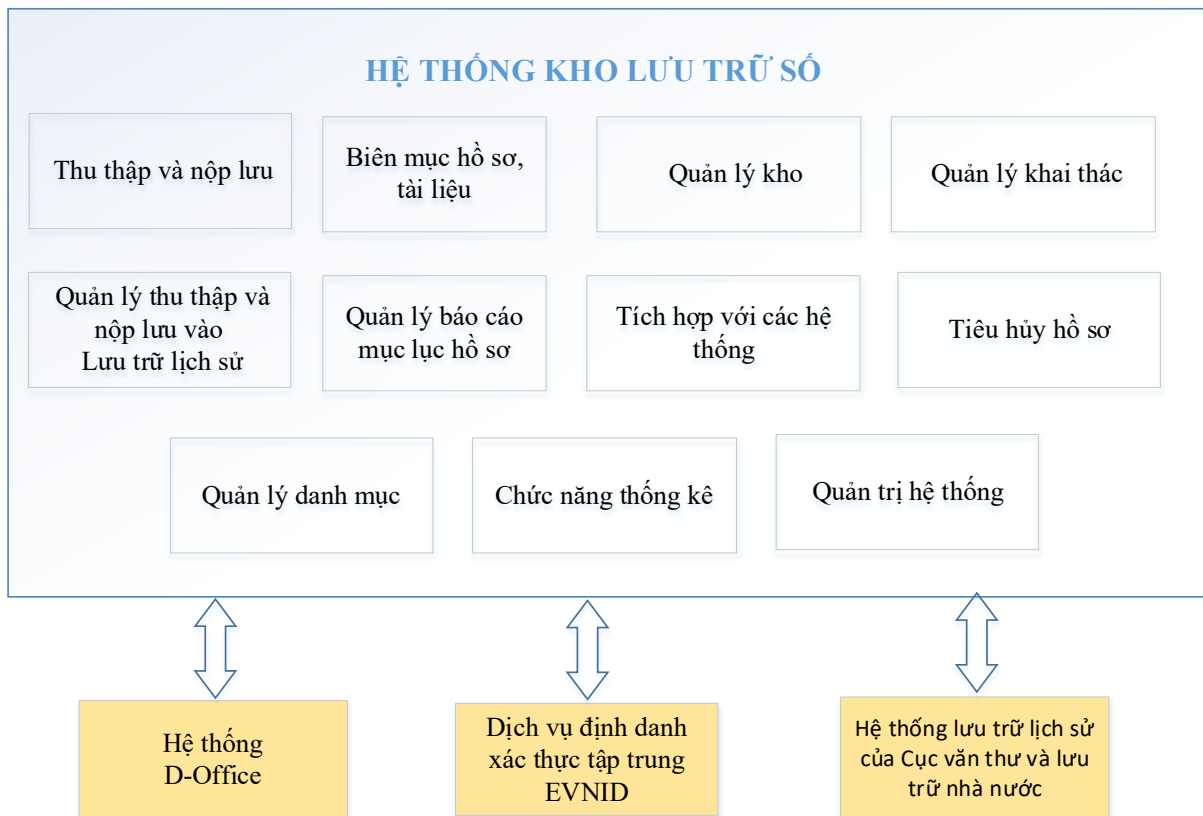 HỆ THỐNG KHO LƯU TRỮ SỐ
Thu thập và nộp lưu
Biên mục hồ sơ,
tài liệu
Quản lý kho
Quản lý khai thác
Quản lý thu thập và
nộp lưu vào
Lưu trữ lịch sử
Quản lý báo cáo
mục lục hồ sơ
Tích hợp với các hệ
thống
Tiêu hủy hồ sơ
Quản lý danh mục
Chức năng thống kê
Quản trị hệ thống
Hệ thống
D-Office
Dịch vụ định danh
xác thực tập trung
EVNID
Hệ thống lưu trữ lịch sử
của Cục văn thư và lưu
trữ nhà nước